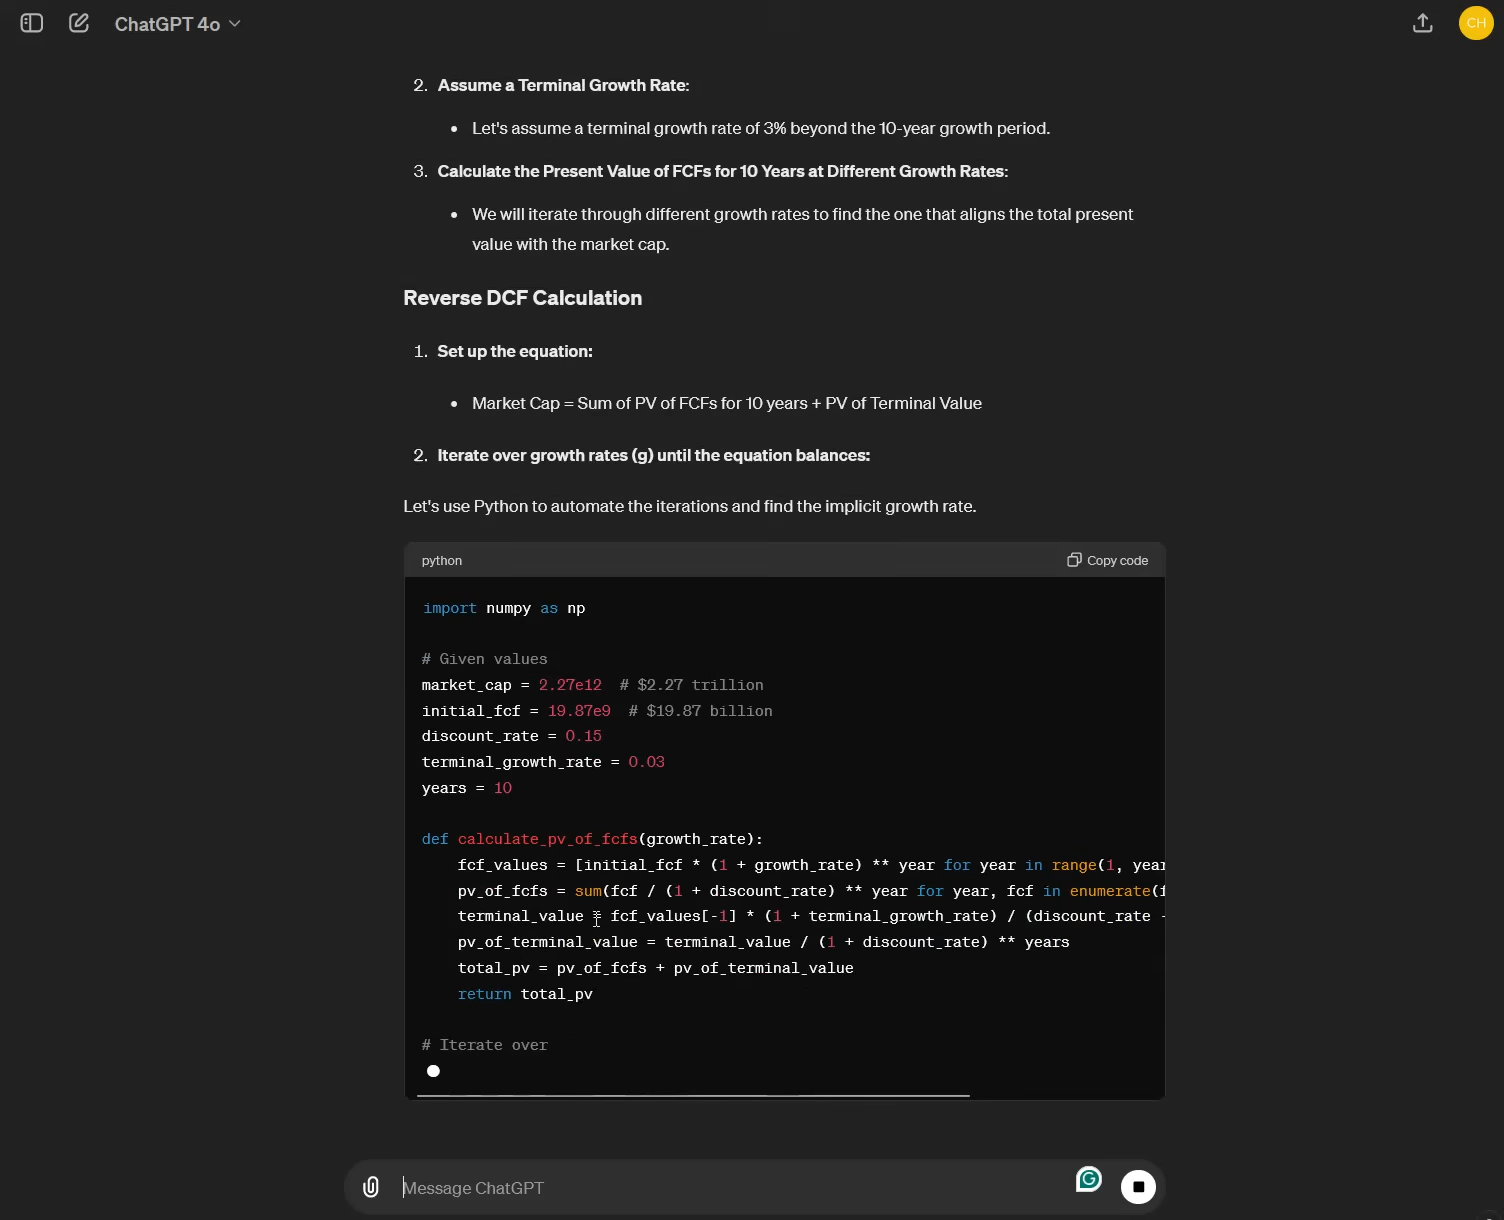 ChatGPT 4o
CH
2. Assume a Terminal Growth Rate:
• Let's assume a terminal growth rate of 3% beyond the 10-year growth period.
3. Calculate the Present Value of FCFs for 10 Years at Different Growth Rates:
• We will iterate through different growth rates to find the one that aligns the total present
value with the market cap.
Reverse DCF Calculation
1. Set up the equation:
• Market Cap = Sum of PV of FCFs for 10 years + PV of Terminal Value
2. Iterate over growth rates (g) until the equation balances:
Let's use Python to automate the iterations and find the implicit growth rate.
python Copy code
import numpy as np
# Given values
market_cap = 2.27e12  # $2.27 trillion
initial_fcf = 19.87e9  # $19.87 billion
discount_rate = 0.15
terminal_growth_rate = 0.03
years = 10
def calculate_pv_of_fcfs(growth_rate):
    fcf_values = [initial_fcf * (1 + growth_rate) ** year for year in range(1, year
    pv_of_fcfs = sum(fcf / (1 + discount_rate) ** year for year, fcf in enumerate(f
    terminal_value = fcf_values[-1] * (1 + terminal_growth_rate) / (discount_rate -
    pv_of_terminal_value = terminal_value / (1 + discount_rate) ** years
    total_pv = pv_of_fcfs + pv_of_terminal_value
    return total_pv
# Iterate over
Message ChatGPT